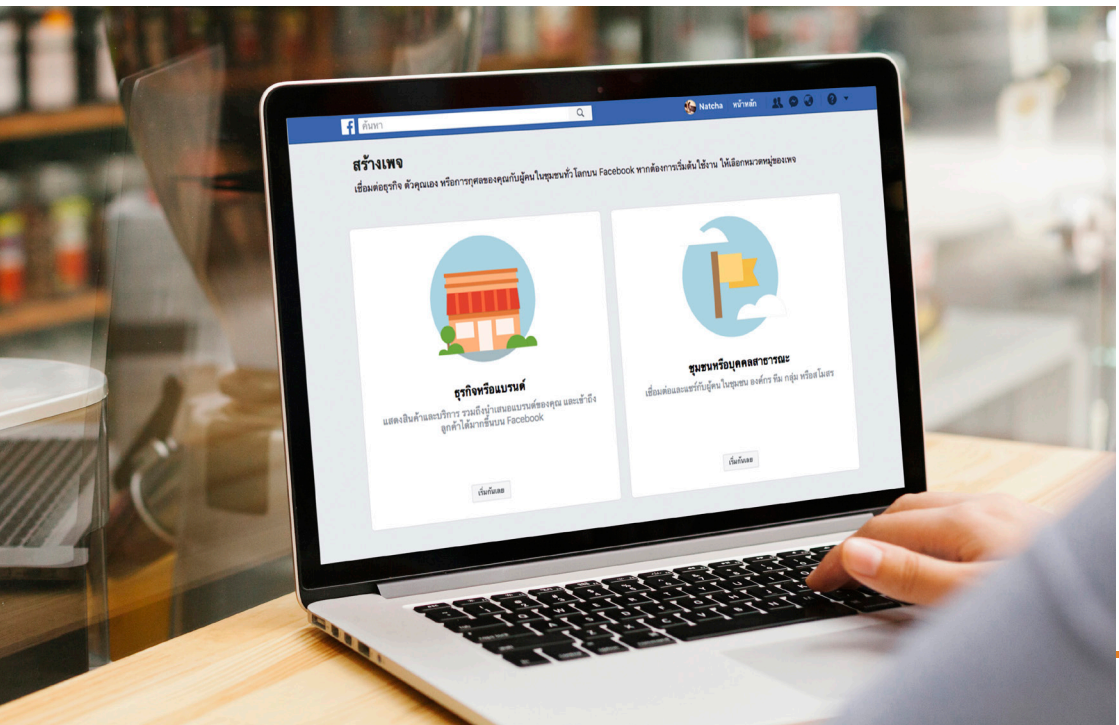 f ค้นหา Natcha หน้าหลัก
สร้างเพจ
เชื่อมต่อธุรกิจ ตัวคุณเอง หรือการกุศลของคุณกับผู้คนในชุมชนทั่วโลกบน Facebook หากต้องการเริ่มต้นใช้งาน ให้เลือกหมวดหมู่ของเพจ
ธุรกิจหรือแบรนด์
แสดงสินค้าและบริการ รวมถึงนำเสนอแบรนด์ของคุณ และเข้าถึง
ลูกค้าได้มากขึ้นบน Facebook
เริ่มกันเลย
ชุมชนหรือบุคคลสาธารณะ
เชื่อมต่อและแชร์กับผู้คนในชุมชน องค์กร ทีม กลุ่ม หรือสโมสร
เริ่มกันเลย